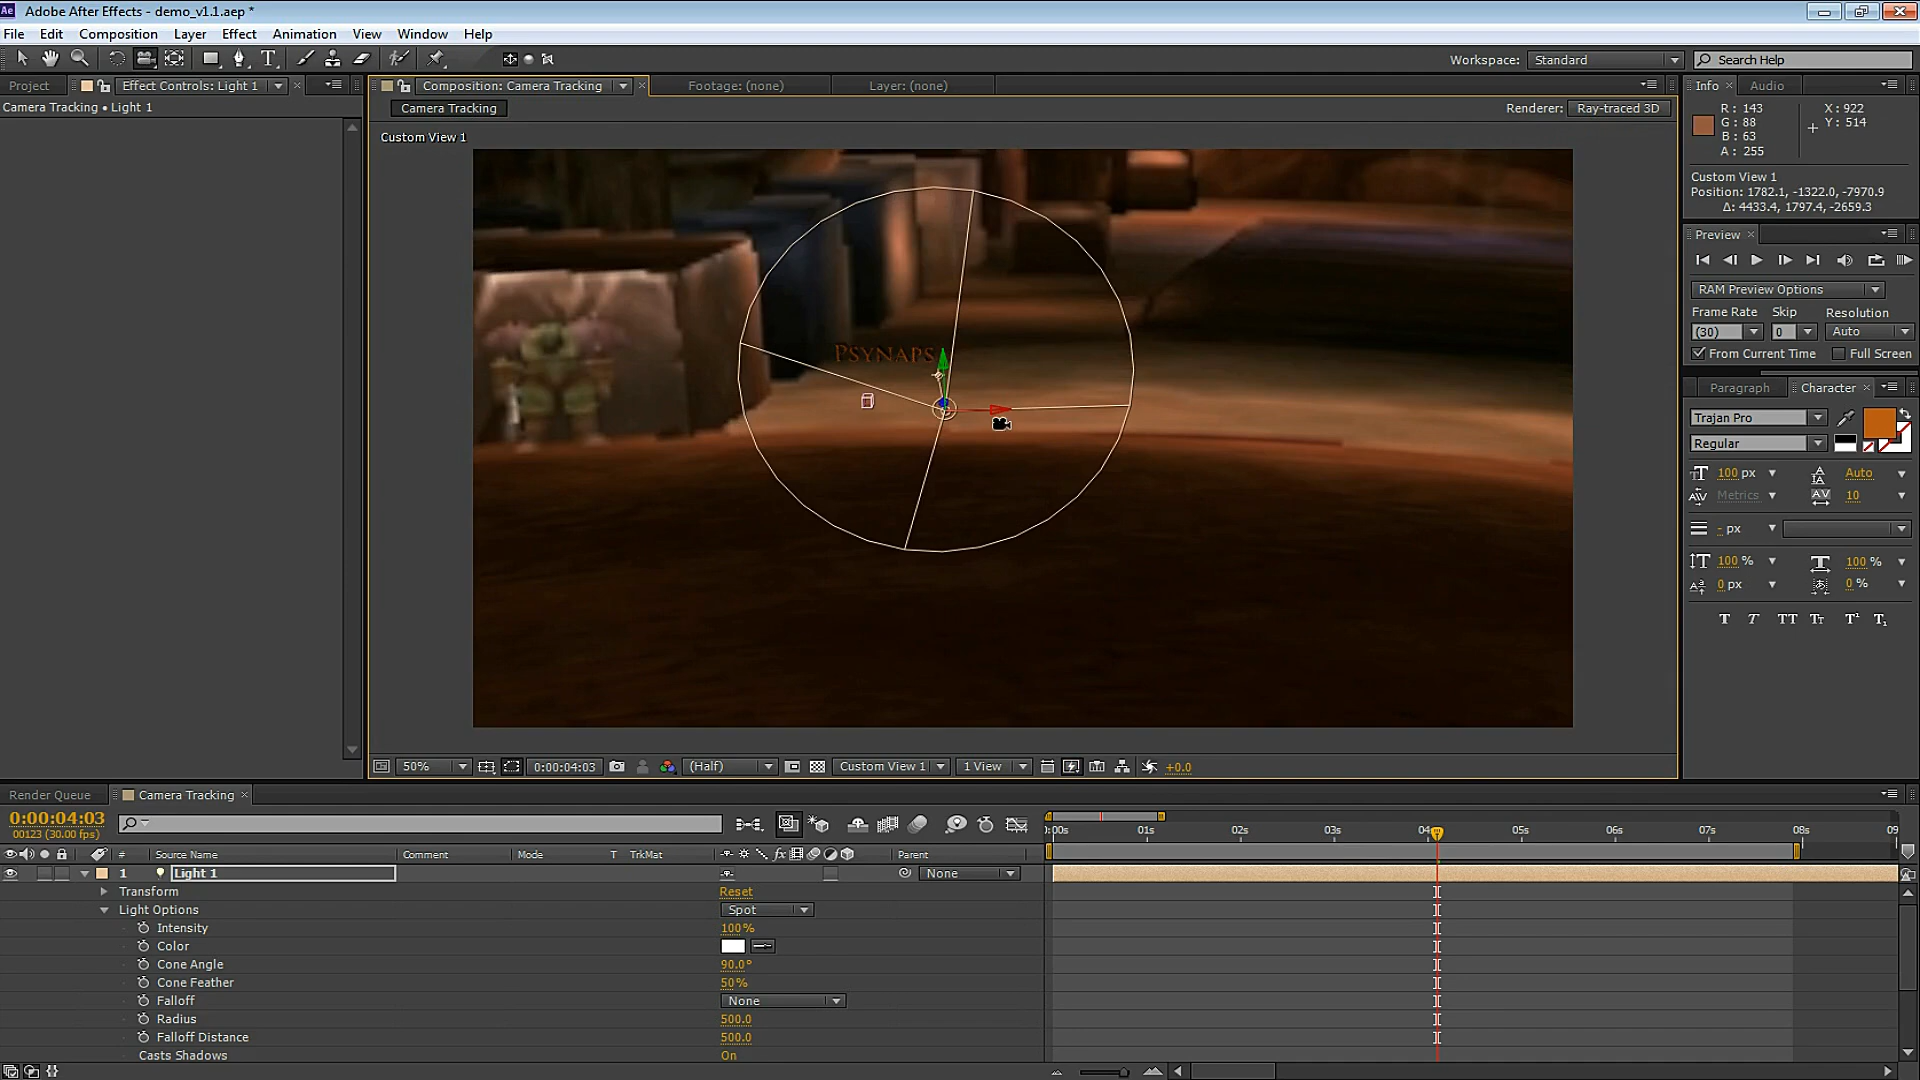 Ae Adobe After Effects - demo_v1.1.aep *
File Edit Composition Layer Effect Animation View Window Help
Workspace: Standard Search Help
Project Effect Controls: Light 1 Composition: Camera Tracking Footage: (none) Layer: (none) Info Audio
Camera Tracking • Light 1
Camera Tracking Renderer: Ray-traced 3D
R : 143 X : 922
G : 88 Y : 514
B : 63
A : 255
Custom View 1
Custom View 1
Position: 1782.1, -1322.0, -7970.9
Δ: 4433.4, 1797.4, -2659.3
Preview
RAM Preview Options
Frame Rate Skip Resolution
(30) 0 Auto
From Current Time Full Screen
PSYNAPS
Paragraph Character
Trajan Pro
Regular
100 px Auto
Metrics 10
- px
100 % 100 %
0 px 0 %
T T TT Tt T¹ T₁
50% 0:00:04:03 (Half) Custom View 1 1 View +0.0
Render Queue Camera Tracking
0:00:04:03
00123 (30.00 fps)
0:00s 01s 02s 03s 04s 05s 06s 07s 08s 09
# Source Name Comment Mode T TrkMat Parent
1 Light 1 None
Transform Reset
Light Options Spot
Intensity 100%
Color
Cone Angle 90.0°
Cone Feather 50%
Falloff None
Radius 500.0
Falloff Distance 500.0
Casts Shadows On